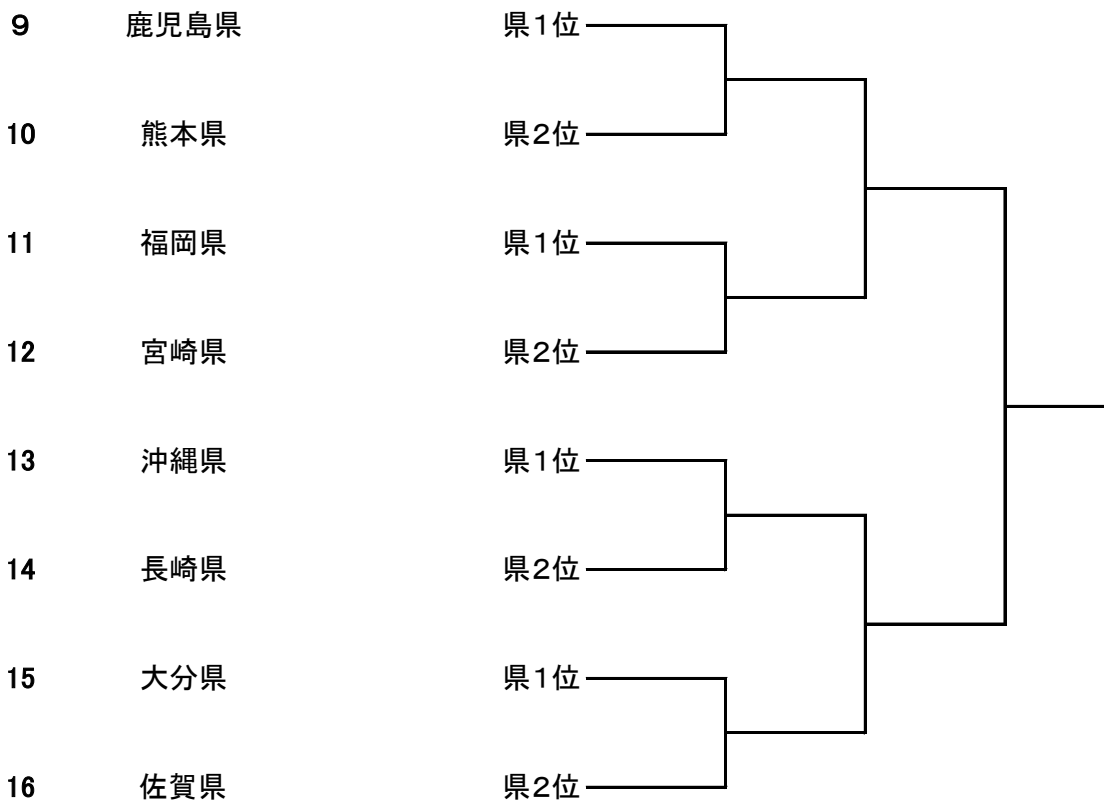 9 鹿児島県 県1位
10 熊本県 県2位
11 福岡県 県1位
12 宮崎県 県2位
13 沖縄県 県1位
14 長崎県 県2位
15 大分県 県1位
16 佐賀県 県2位